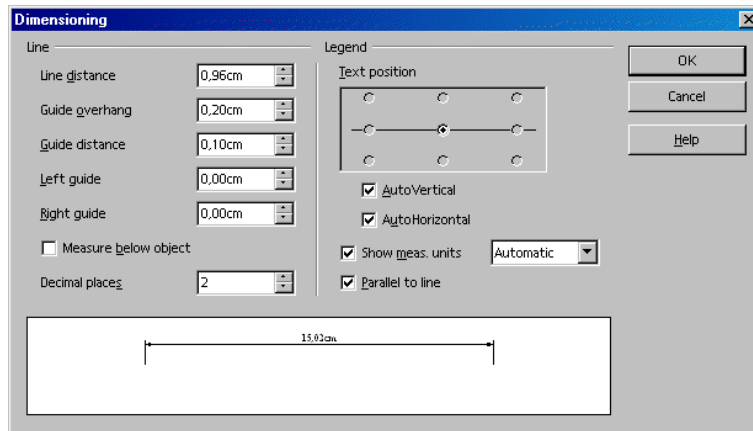 Dimensioning
Line
Line distance 0,96cm
Guide overhang 0,20cm
Guide distance 0,10cm
Left guide 0,00cm
Right guide 0,00cm
Measure below object
Decimal places 2
Legend
Text position
AutoVertical
AutoHorizontal
Show meas. units Automatic
Parallel to line
OK
Cancel
Help
15,02cm